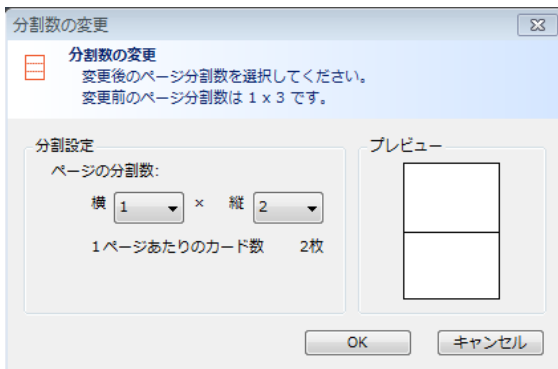 分割数の変更
分割数の変更
変更後のページ分割数を選択してください。
変更前のページ分割数は 1 x 3 です。
分割設定
ページの分割数:
横 1 × 縦 2
1ページあたりのカード数 2枚
プレビュー
OK キャンセル